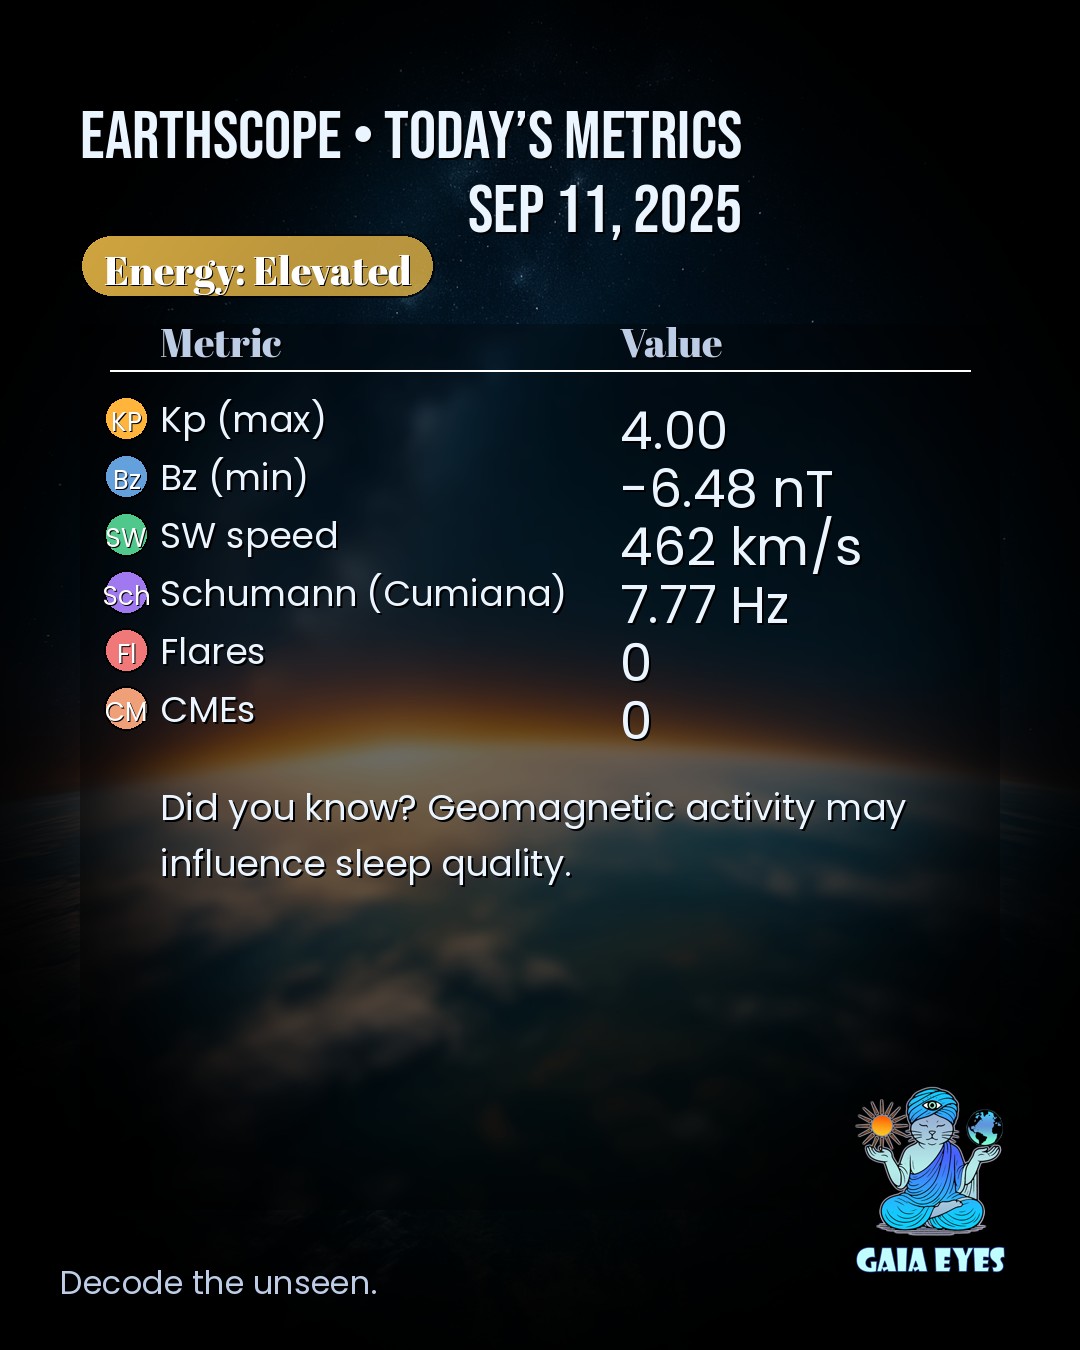 EARTHSCOPE • TODAY’S METRICS
SEP 11, 2025
Energy: Elevated
Metric Value
KP Kp (max) 4.00
Bz Bz (min) −6.48 nT
SW SW speed 462 km/s
Sch Schumann (Cumiana) 7.77 Hz
Fl Flares 0
CM CMEs 0
Did you know? Geomagnetic activity may
influence sleep quality.
GAIA EYES
Decode the unseen.